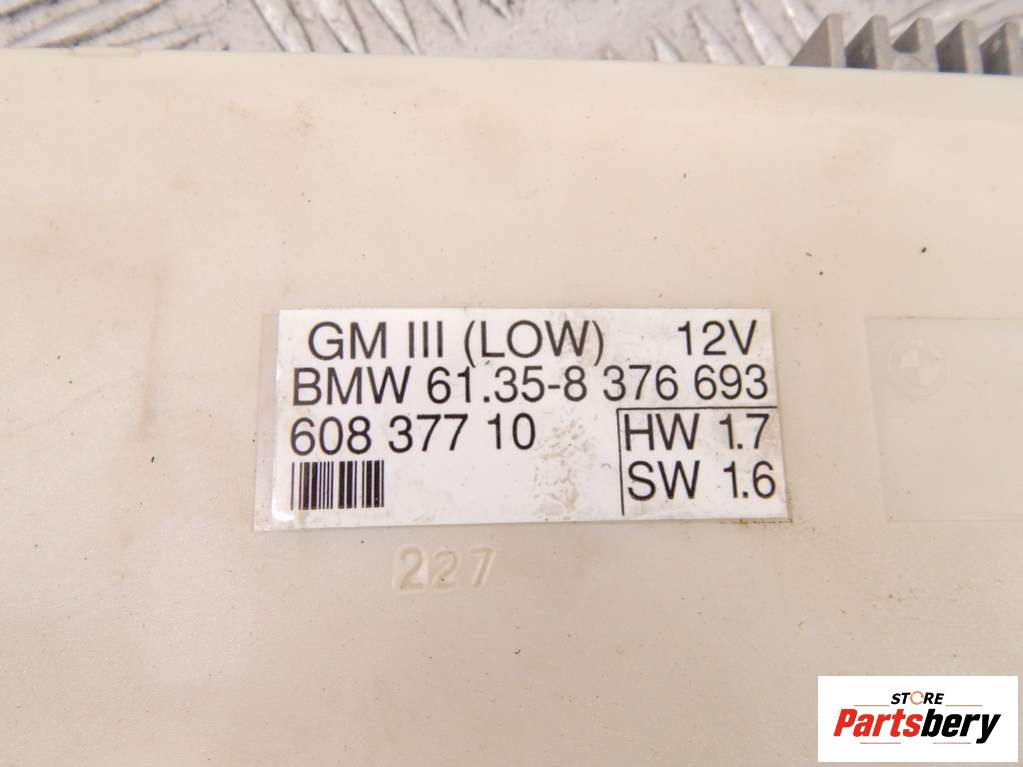 GM III (LOW) 12V
BMW 61.35-8 376 693
608 377 10
HW 1.7
SW 1.6
227
STORE
Partsbery